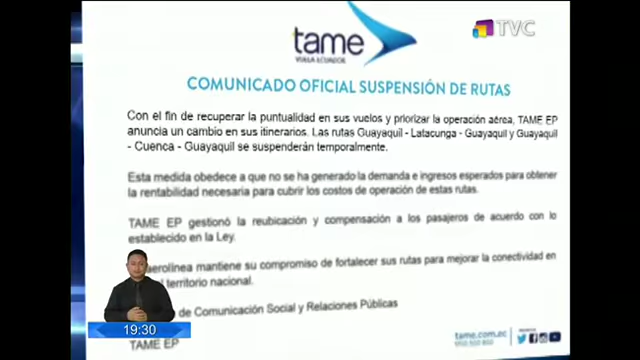 tame
VUELA ECUADOR
TVC
COMUNICADO OFICIAL SUSPENSIÓN DE RUTAS
Con el fin de recuperar la puntualidad en sus vuelos y priorizar la operación aérea, TAME EP
anuncia un cambio en sus itinerarios. Las rutas Guayaquil - Latacunga - Guayaquil y Guayaquil
- Cuenca - Guayaquil se suspenderán temporalmente.
Esta medida obedece a que no se ha generado la demanda e ingresos esperados para obtener
la rentabilidad necesaria para cubrir los costos de operación de estas rutas.
TAME EP gestionó la reubicación y compensación a los pasajeros de acuerdo con lo
establecido en la Ley.
erolínea mantiene su compromiso de fortalecer sus rutas para mejorar la conectividad en
l territorio nacional.
de Comunicación Social y Relaciones Públicas
19:30
TAME EP
tame.com.ec